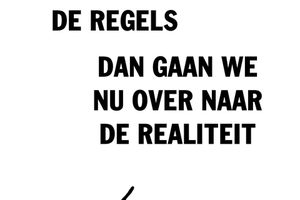 DE REGELS
DAN GAAN WE
NU OVER NAAR
DE REALITEIT